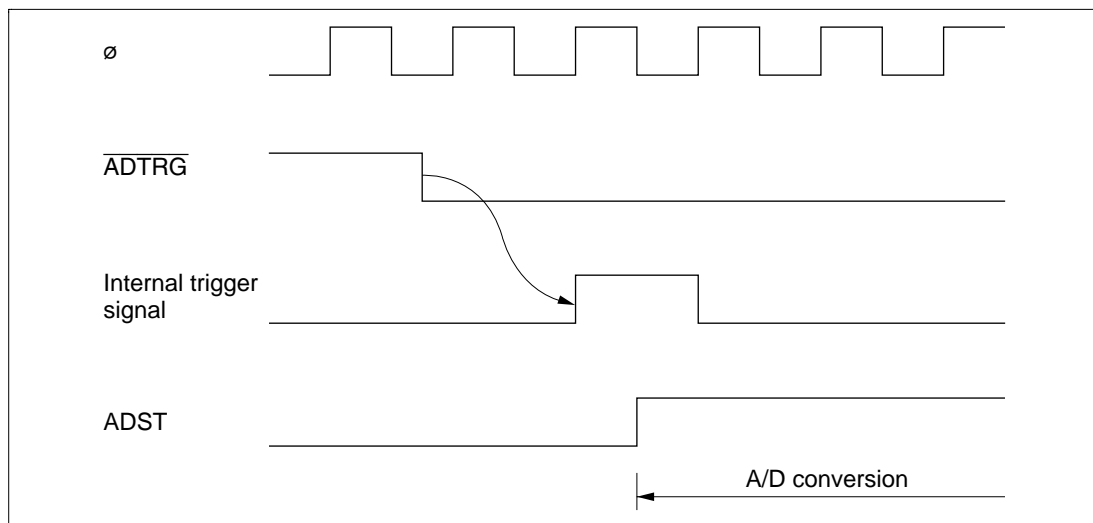 ø
ADTRG
Internal trigger
signal
ADST
A/D conversion